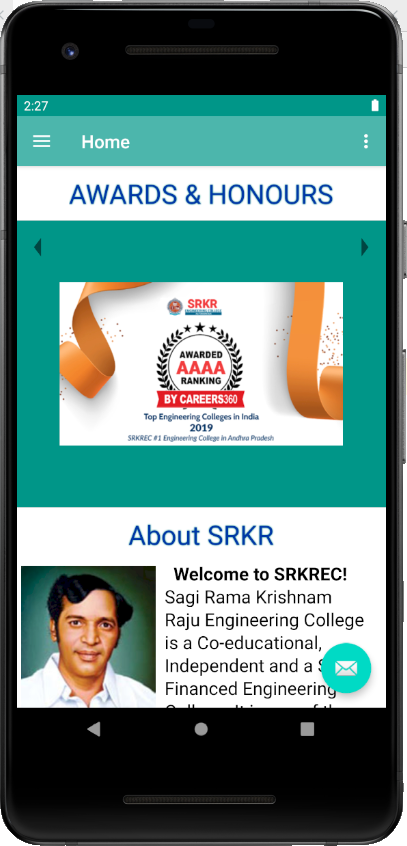 2:27
Home
AWARDS & HONOURS
SRKR
ENGINEERING COLLEGE
AWARDED
AAAA
RANKING
BY CAREERS360
Top Engineering Colleges in India
2019
SRKREC #1 Engineering College in Andhra Pradesh
About SRKR
Welcome to SRKREC!
Sagi Rama Krishnam
Raju Engineering College
is a Co-educational,
Independent and a S
Financed Engineering